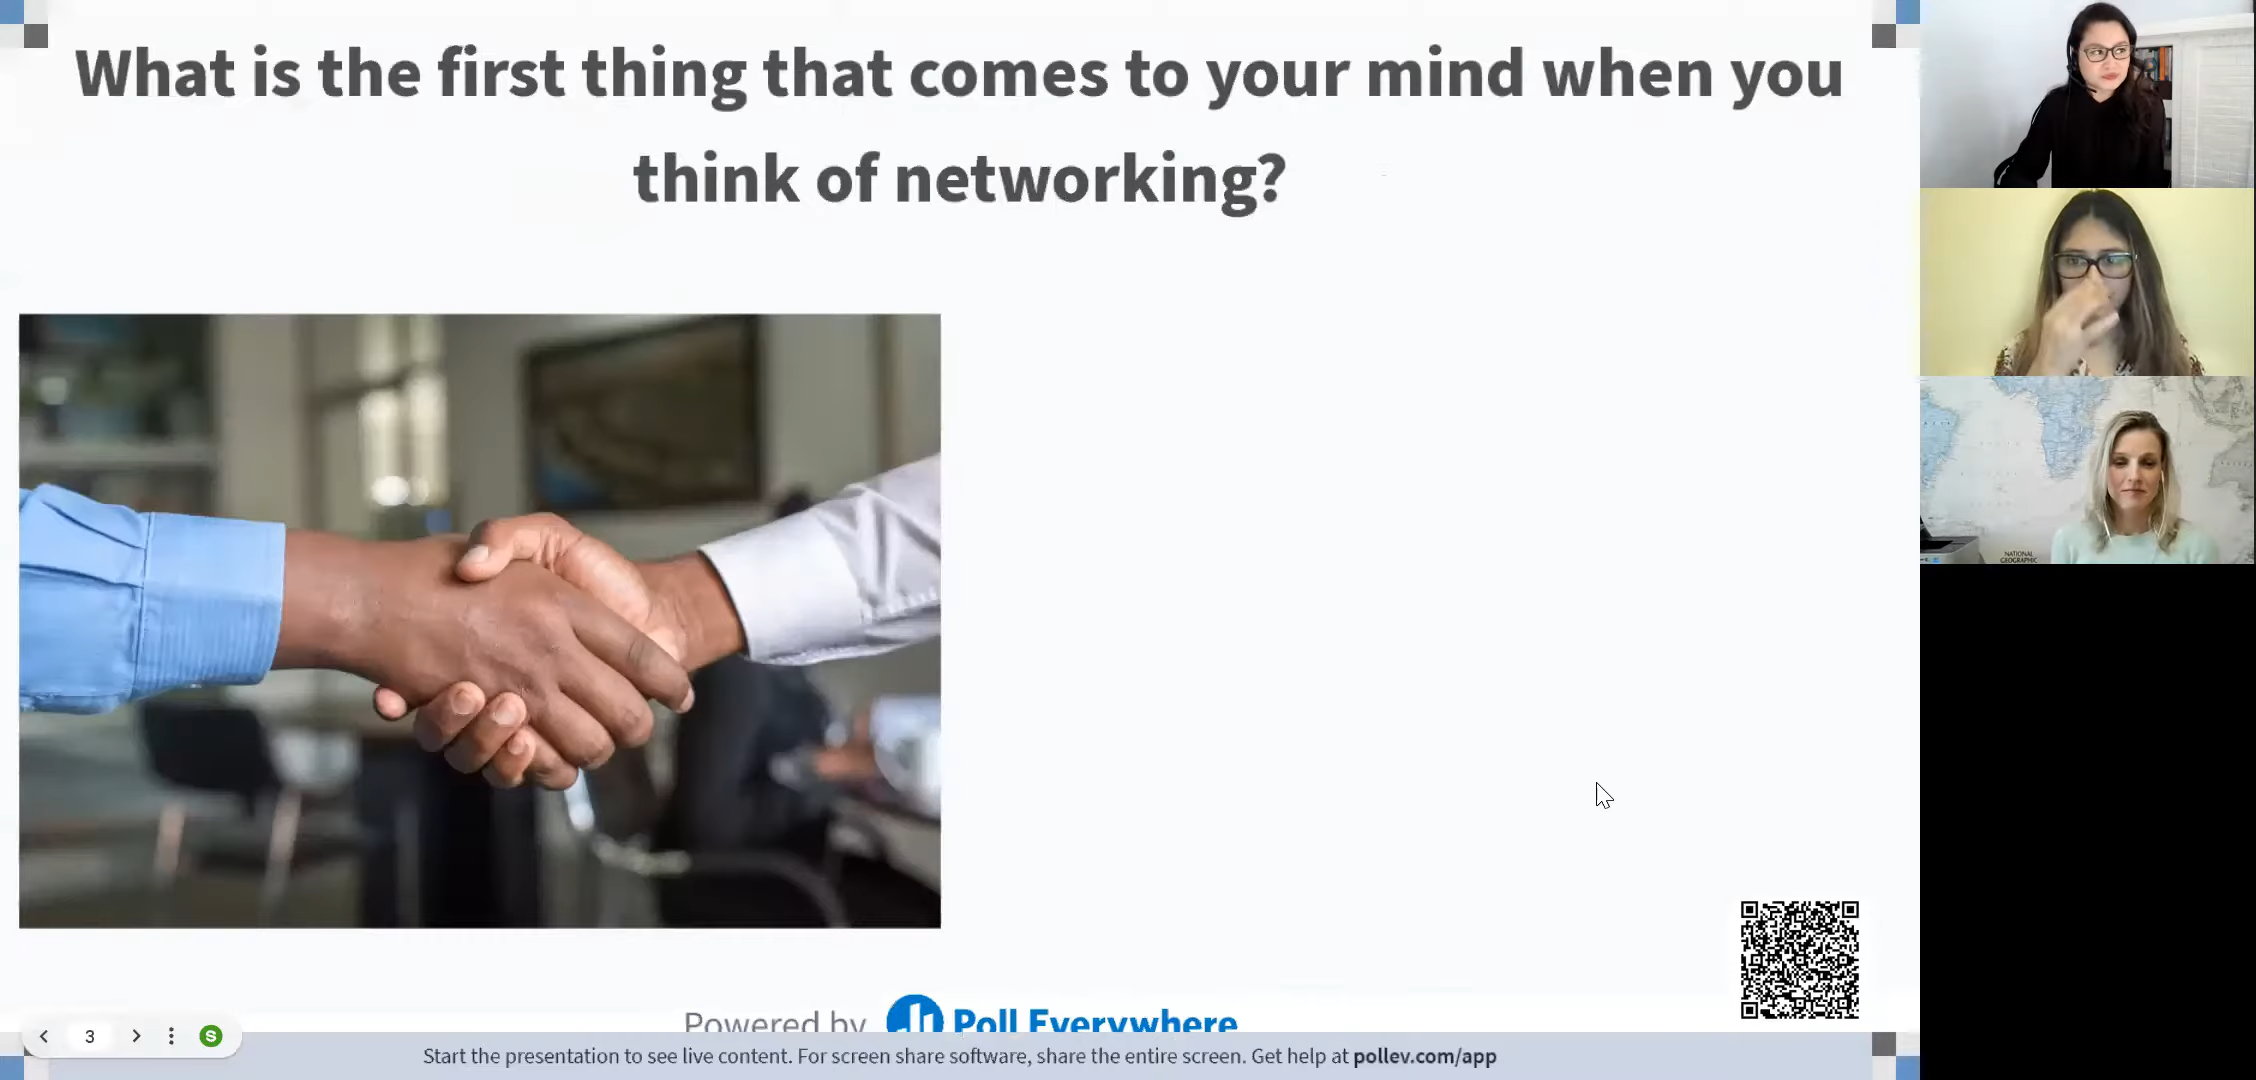 What is the first thing that comes to your mind when you
think of networking?
NATIONAL
GEOGRAPHIC
Powered by Poll Everywhere
3
S
Start the presentation to see live content. For screen share software, share the entire screen. Get help at pollev.com/app